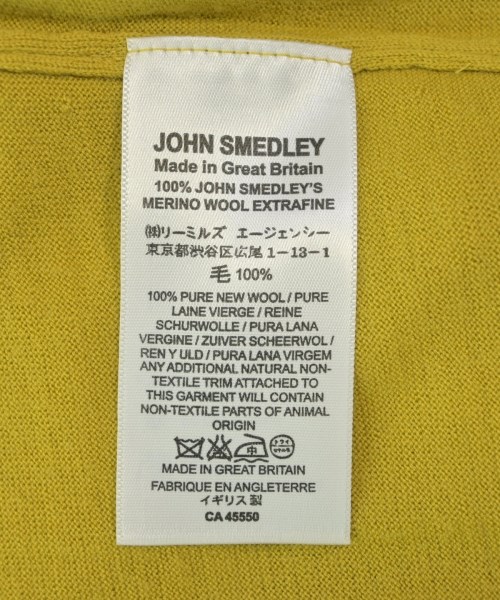 JOHN SMEDLEY
Made in Great Britain
100% JOHN SMEDLEY'S
MERINO WOOL EXTRAFINE
㈱リーミルズ エージェンシー
東京都渋谷区広尾 1-13-1
毛 100%
100% PURE NEW WOOL / PURE
LAINE VIERGE / REINE
SCHURWOLLE / PURA LANA
VERGINE / ZUIVER SCHEERWOL /
REN Y ULD / PURA LANA VIRGEM
ANY ADDITIONAL NATURAL NON-
TEXTILE TRIM ATTACHED TO
THIS GARMENT WILL CONTAIN
NON-TEXTILE PARTS OF ANIMAL
ORIGIN
中 ドライ
MADE IN GREAT BRITAIN
FABRIQUE EN ANGLETERRE
イギリス製
CA 45550